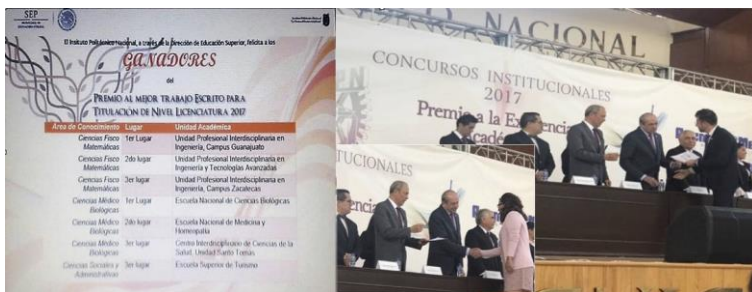 SEP
El Instituto Politécnico Nacional, a través de la Dirección de Educación Superior, felicita a los
GANADORES
del
PREMIO AL MEJOR TRABAJO ESCRITO PARA
TITULACIÓN DE NIVEL LICENCIATURA 2017
Área de Conocimiento Lugar Unidad Académica
Ciencias Físico Matemáticas 1er Lugar Unidad Profesional Interdisciplinaria en Ingeniería, Campus Guanajuato
Ciencias Físico Matemáticas 2do lugar Unidad Profesional Interdisciplinaria en Ingeniería y Tecnologías Avanzadas
Ciencias Físico Matemáticas 3er lugar Unidad Profesional Interdisciplinaria en Ingeniería, Campus Zacatecas
Ciencias Médico Biológicas 1er Lugar Escuela Nacional de Ciencias Biológicas
Ciencias Médico Biológicas 2do lugar Escuela Nacional de Medicina y Homeopatía
Ciencias Médico Biológicas 3er lugar Centro Interdisciplinario de Ciencias de la Salud, Unidad Santo Tomás
Ciencias Sociales y Administrativas 3er lugar Escuela Superior de Turismo
O NACIONAL
CONCURSOS INSTITUCIONALES
2017
Premio a la Excelencia
Académ
TUCIONALES
encia